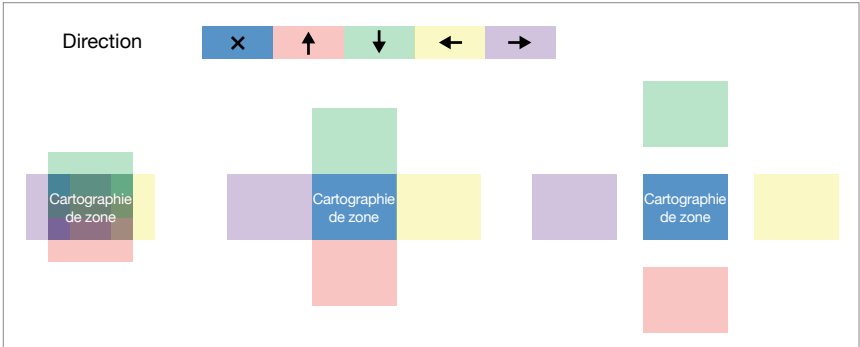 Direction
× ↑ ↓ ← →
Cartographie
de zone
Cartographie
de zone
Cartographie
de zone